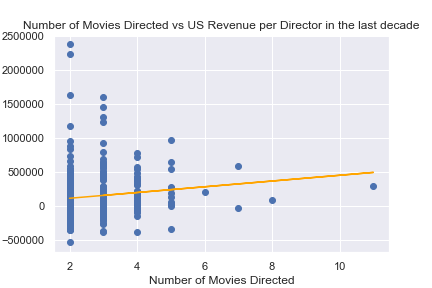 Number of Movies Directed vs US Revenue per Director in the last decade
2500000
2000000
1500000
1000000
500000
0
−500000
2 4 6 8 10
Number of Movies Directed